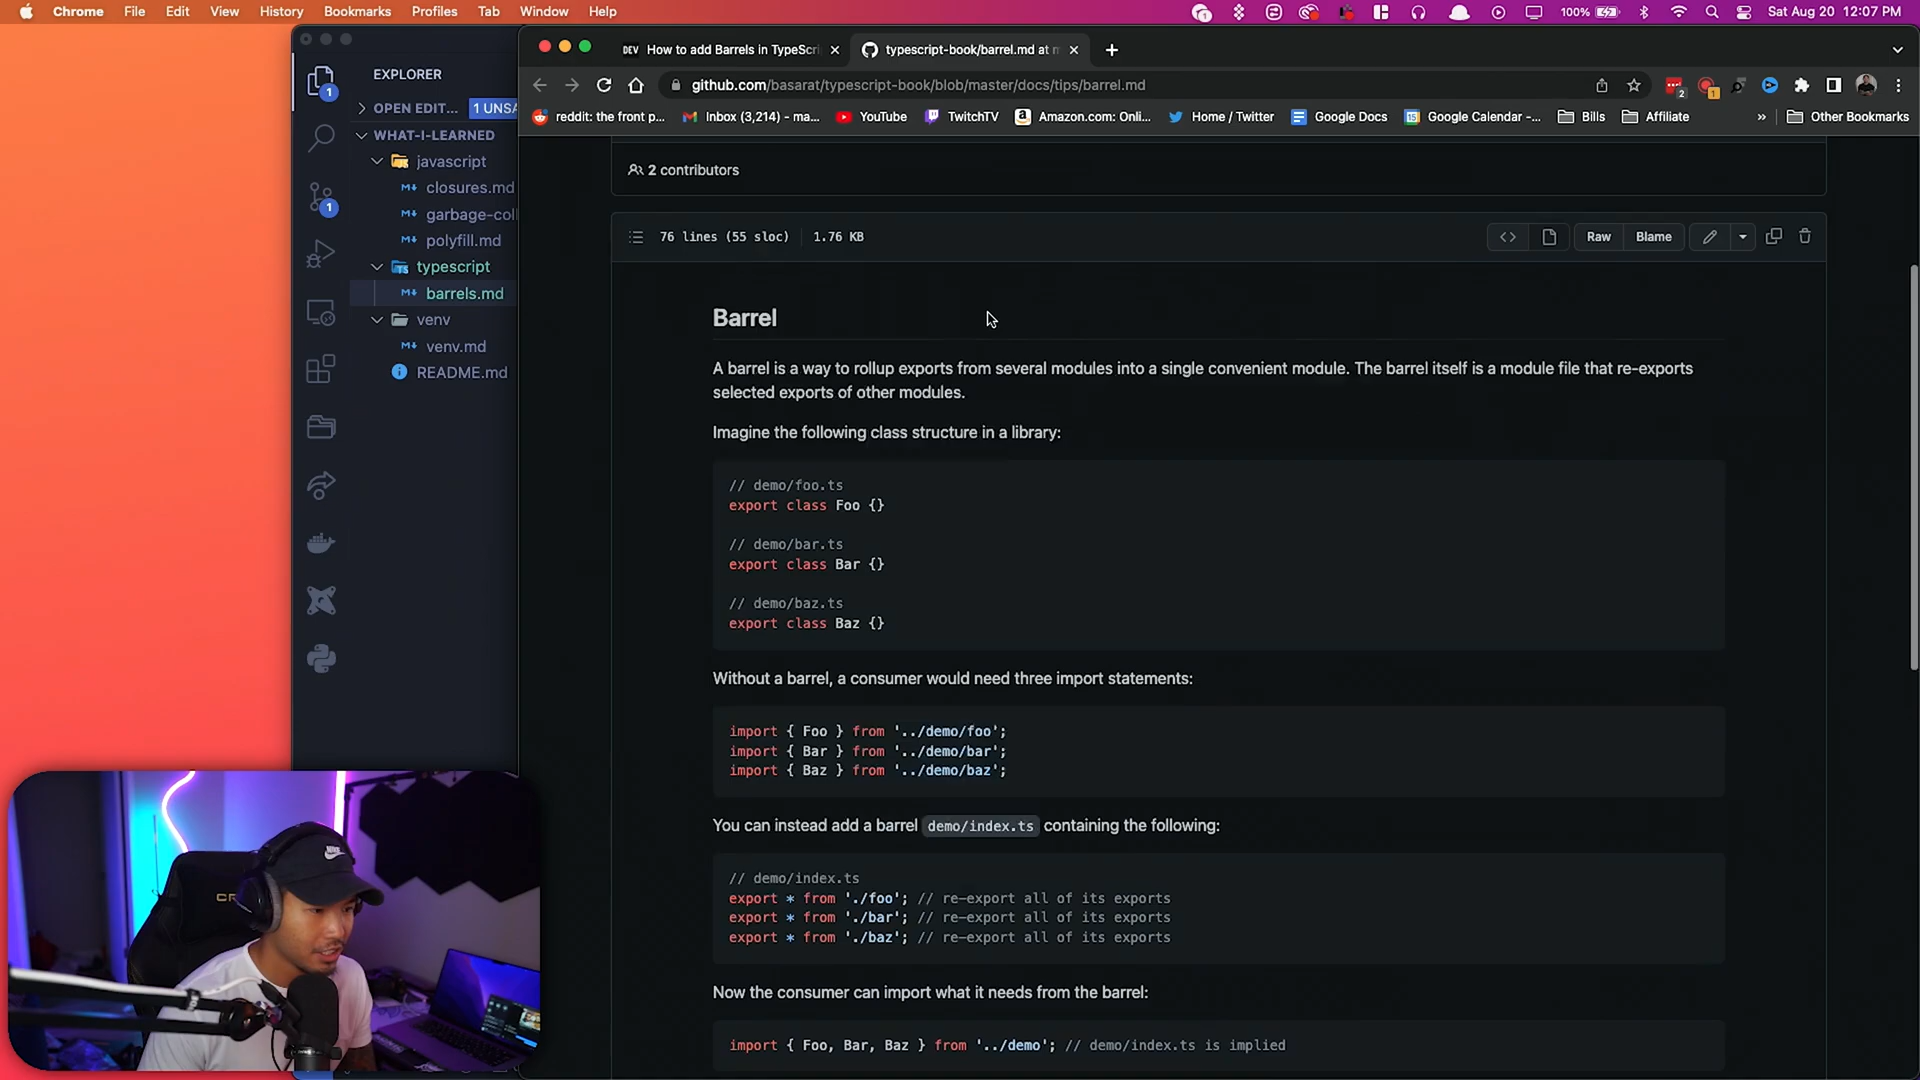 Chrome File Edit View History Bookmarks Profiles Tab Window Help
100% Sat Aug 20 12:07 PM
DEV How to add Barrels in TypeScri
typescript-book/barrel.md at m
github.com/basarat/typescript-book/blob/master/docs/tips/barrel.md
reddit: the front p... Inbox (3,214) - ma... YouTube TwitchTV Amazon.com: Onli... Home / Twitter Google Docs Google Calendar -... Bills Affiliate » Other Bookmarks
EXPLORER
OPEN EDIT... 1 UNSA
WHAT-I-LEARNED
javascript
closures.md
garbage-coll
polyfill.md
typescript
barrels.md
venv
venv.md
README.md
2 contributors
76 lines (55 sloc) 1.76 KB
Raw Blame
Barrel
A barrel is a way to rollup exports from several modules into a single convenient module. The barrel itself is a module file that re-exports
selected exports of other modules.
Imagine the following class structure in a library:
// demo/foo.ts
export class Foo {}
// demo/bar.ts
export class Bar {}
// demo/baz.ts
export class Baz {}
Without a barrel, a consumer would need three import statements:
import { Foo } from '../demo/foo';
import { Bar } from '../demo/bar';
import { Baz } from '../demo/baz';
You can instead add a barrel demo/index.ts containing the following:
// demo/index.ts
export * from './foo'; // re-export all of its exports
export * from './bar'; // re-export all of its exports
export * from './baz'; // re-export all of its exports
Now the consumer can import what it needs from the barrel:
import { Foo, Bar, Baz } from '../demo'; // demo/index.ts is implied